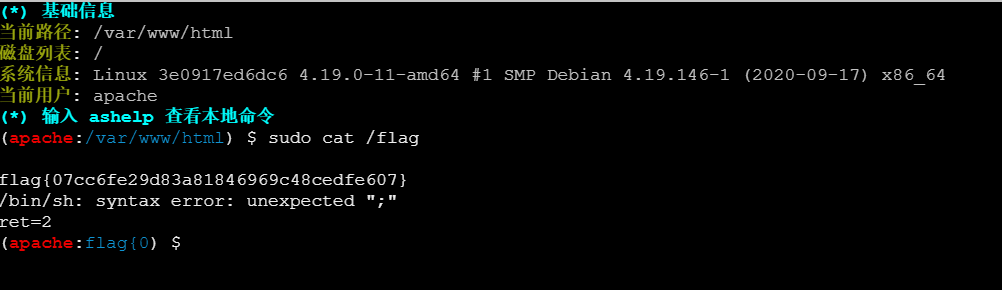 (*) 基础信息
当前路径: /var/www/html
磁盘列表: /
系统信息: Linux 3e0917ed6dc6 4.19.0-11-amd64 #1 SMP Debian 4.19.146-1 (2020-09-17) x86_64
当前用户: apache
(*) 输入 ashelp 查看本地命令
(apache:/var/www/html) $ sudo cat /flag
flag{07cc6fe29d83a81846969c48cedfe607}
/bin/sh: syntax error: unexpected ";"
ret=2
(apache:flag{0) $